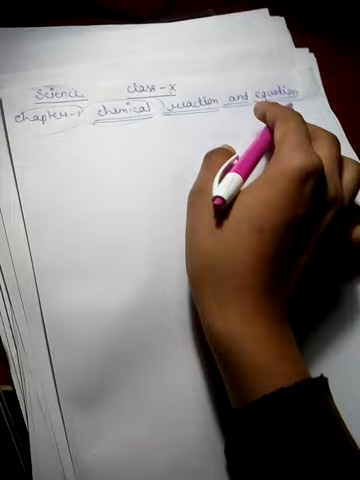 Science class-X
chapter-1 chemical reaction and equation